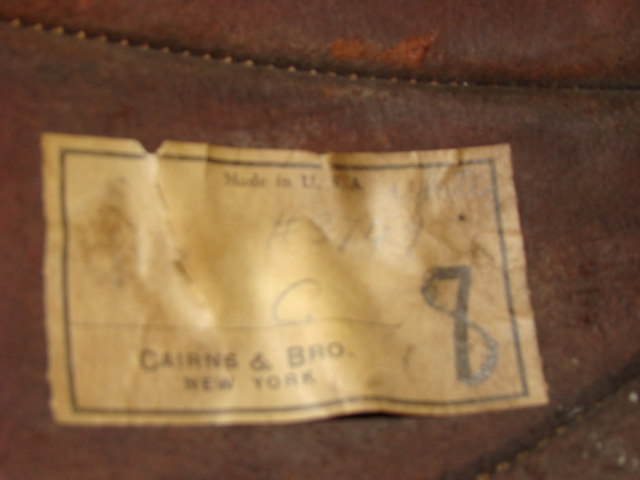 Made in U.S.A
C
8
CAIRNS & BRO.
NEW YORK